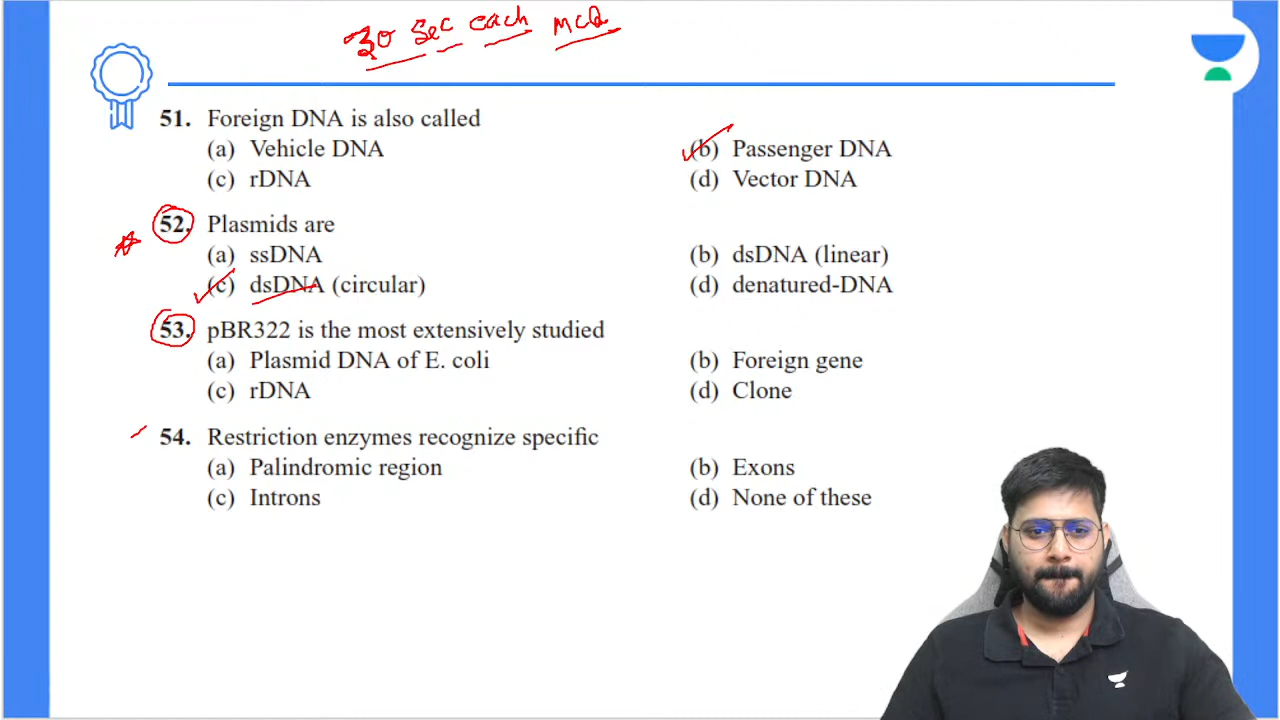 30 Sec each MCQ
51. Foreign DNA is also called
(a) Vehicle DNA (b) Passenger DNA
(c) rDNA (d) Vector DNA
52. Plasmids are
(a) ssDNA (b) dsDNA (linear)
(c) dsDNA (circular) (d) denatured-DNA
53. pBR322 is the most extensively studied
(a) Plasmid DNA of E. coli (b) Foreign gene
(c) rDNA (d) Clone
54. Restriction enzymes recognize specific
(a) Palindromic region (b) Exons
(c) Introns (d) None of these